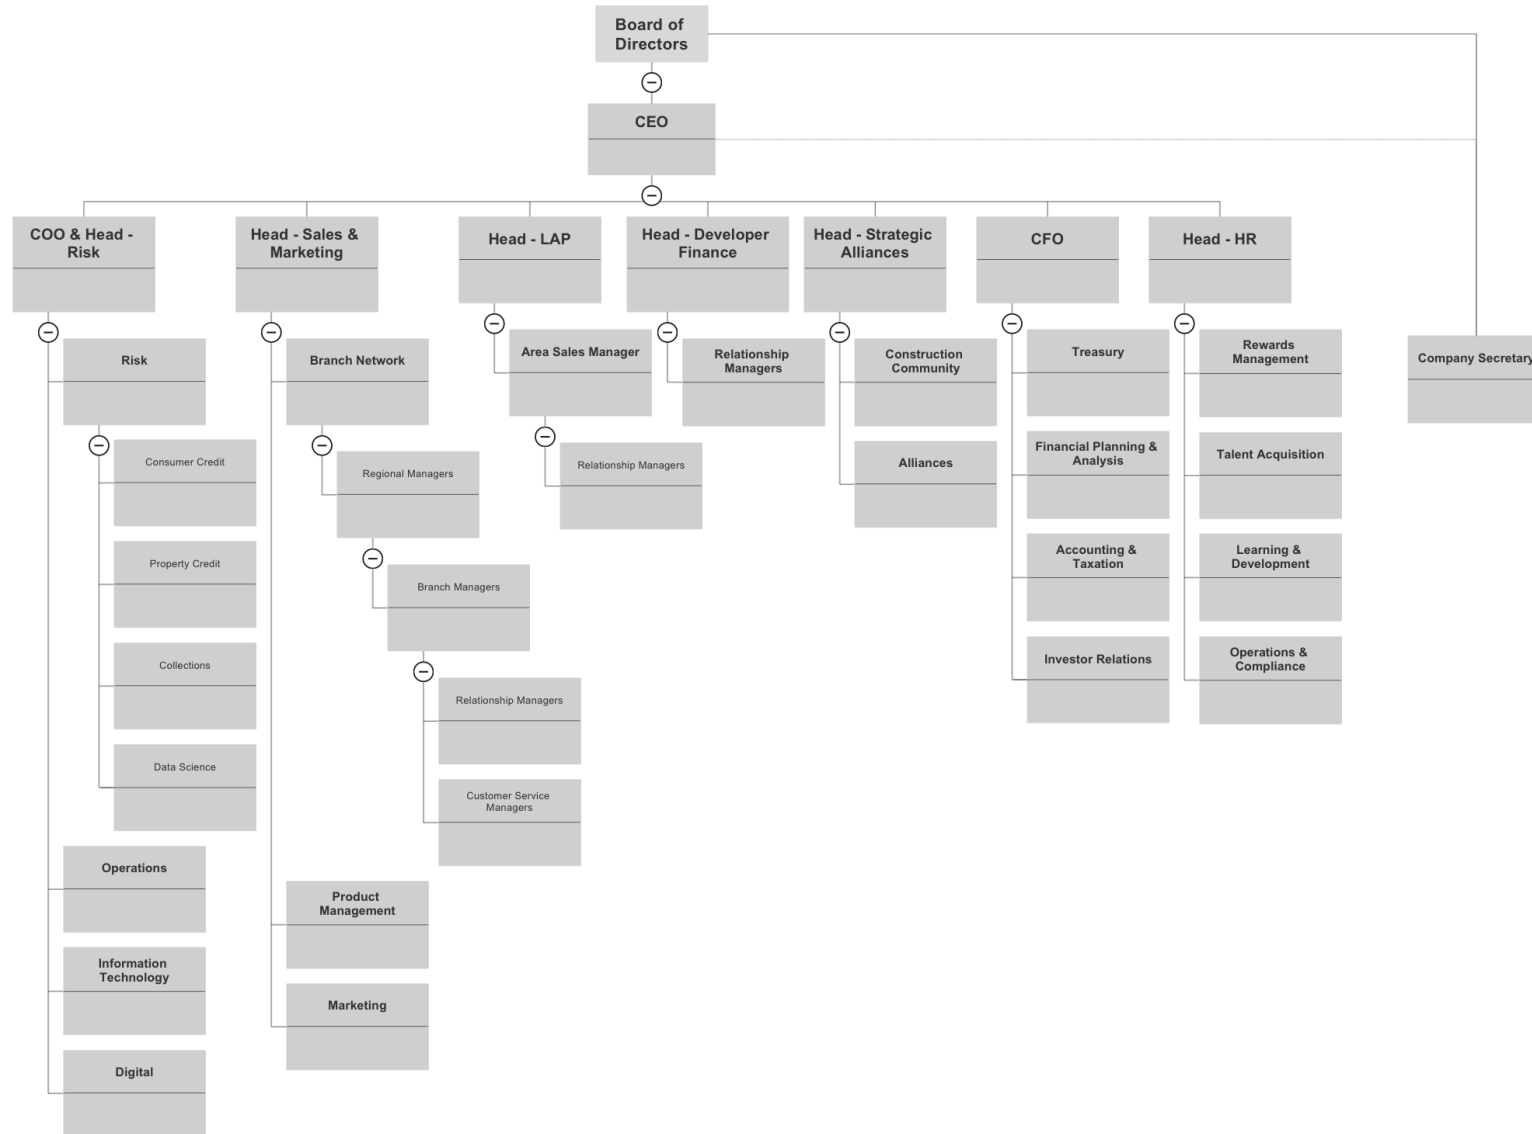 Board of
Directors
CEO
COO & Head -
Risk
Head - Sales &
Marketing
Head - LAP
Head - Developer
Finance
Head - Strategic
Alliances
CFO
Head - HR
Risk
Consumer Credit
Property Credit
Collections
Data Science
Operations
Information
Technology
Digital
Branch Network
Regional Managers
Branch Managers
Relationship Managers
Customer Service
Managers
Product
Management
Marketing
Area Sales Manager
Relationship Managers
Relationship
Managers
Construction
Community
Alliances
Treasury
Financial Planning &
Analysis
Accounting &
Taxation
Investor Relations
Rewards
Management
Talent Acquisition
Learning &
Development
Operations &
Compliance
Company Secretary